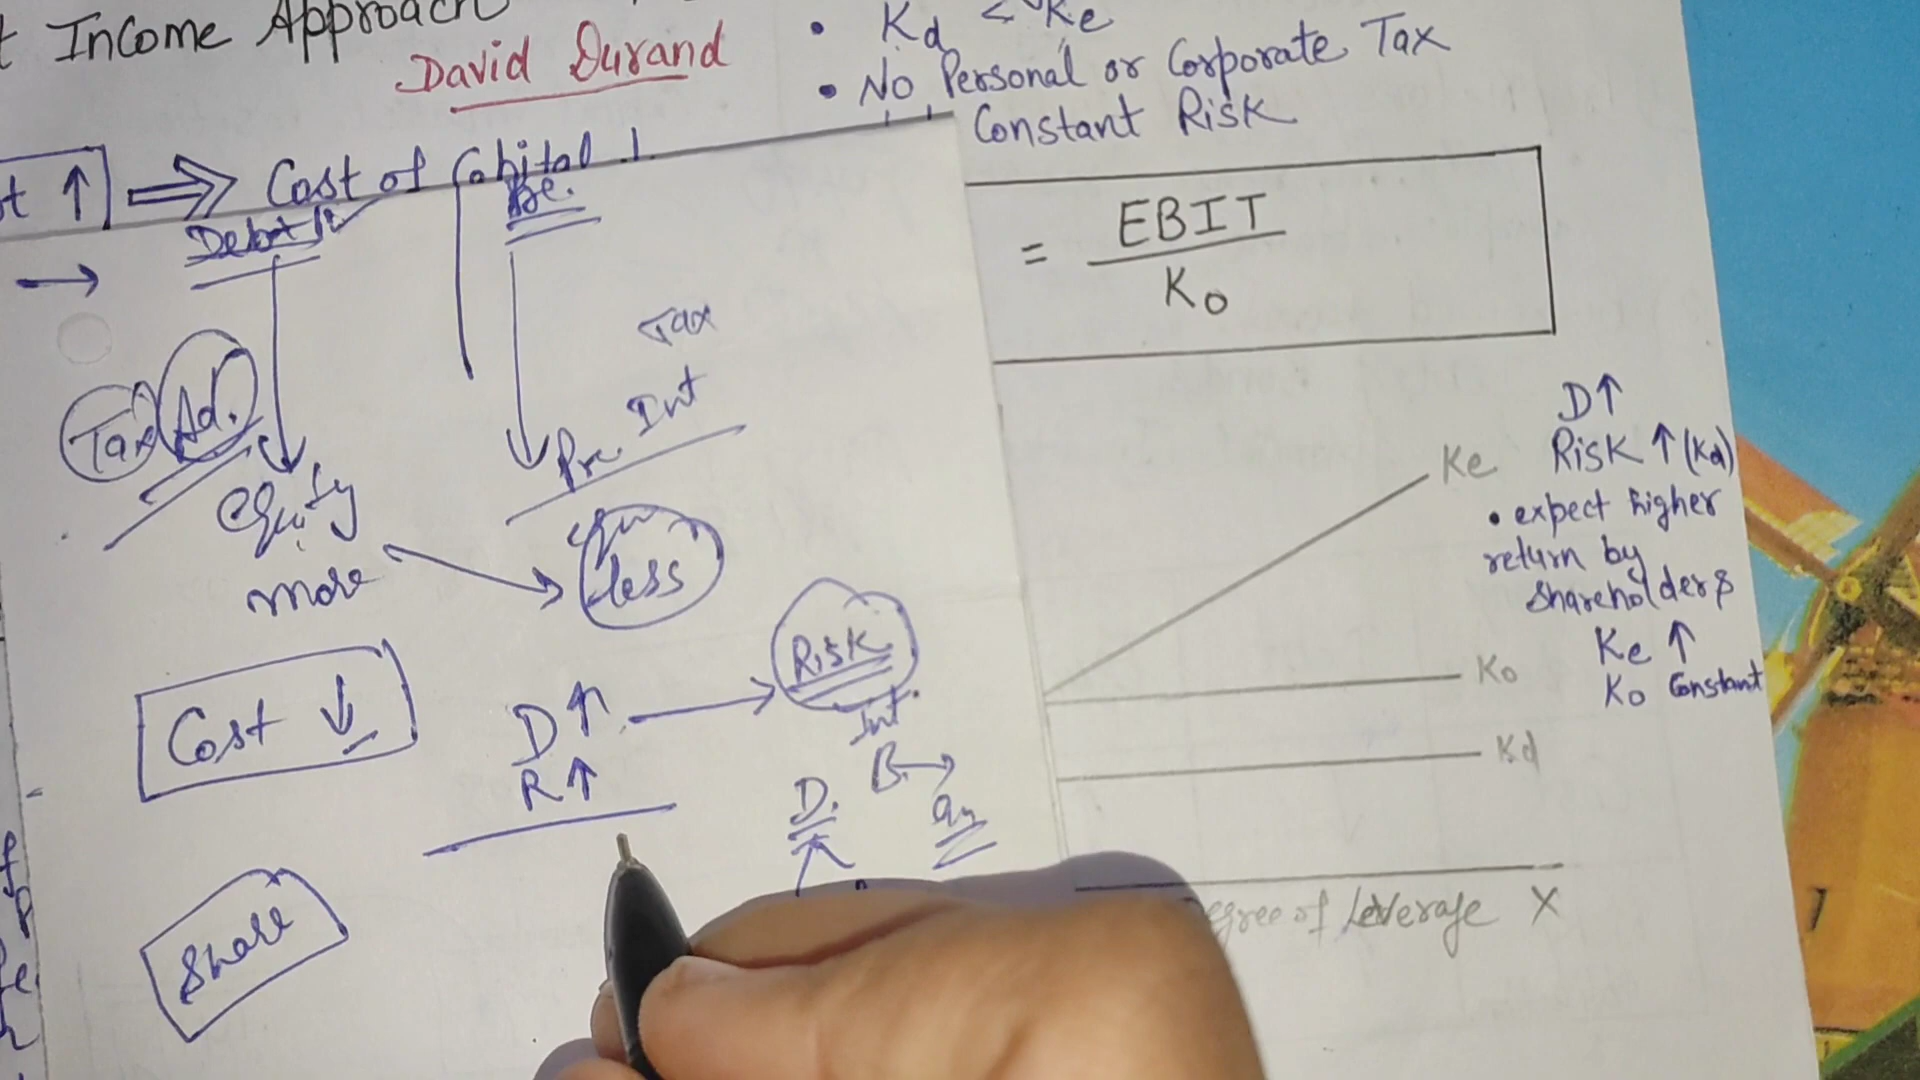 Income Approach
David Durand
• Kd < Ke
• No Personal or Corporate Tax
Constant Risk
↑ ⇒ Cost of Capital
= EBIT
Ko
→ Debt
Tax Ad.
equity
more
Tax
Int
Pre
less
Cost ↓
D ↑ → Risk
R ↑
Int.
B →
D.
Share
D↑
Risk ↑ (Kd)
• expect higher
return by
Shareholders
Ke ↑
Ko Constant
Ke
Ko
Kd
of Leverage X